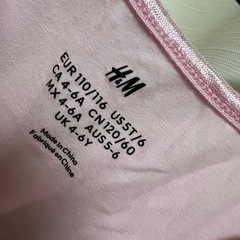 H&M
EUR 110/116 US 5T/6
CA 4-6A CN 120/60
MX 4-6A AUS 5-6
UK 4-6Y
Made in China
Fabriqué en Chine